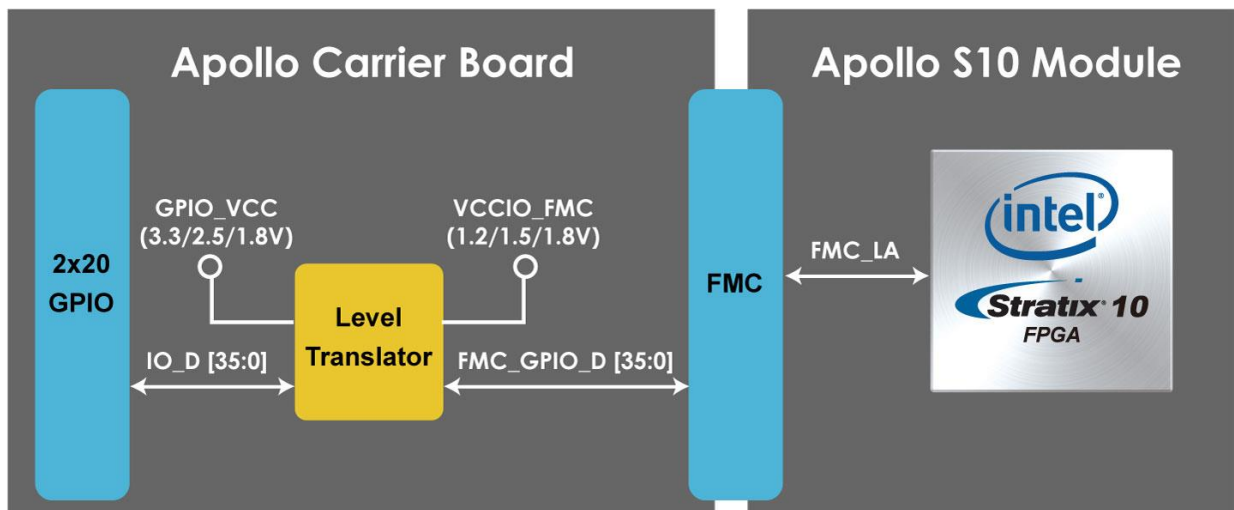 Apollo Carrier Board
Apollo S10 Module
2x20
GPIO
GPIO_VCC
(3.3/2.5/1.8V)
VCCIO_FMC
(1.2/1.5/1.8V)
Level
Translator
IO_D [35:0]
FMC_GPIO_D [35:0]
FMC
FMC_LA
intel®
Stratix® 10
FPGA